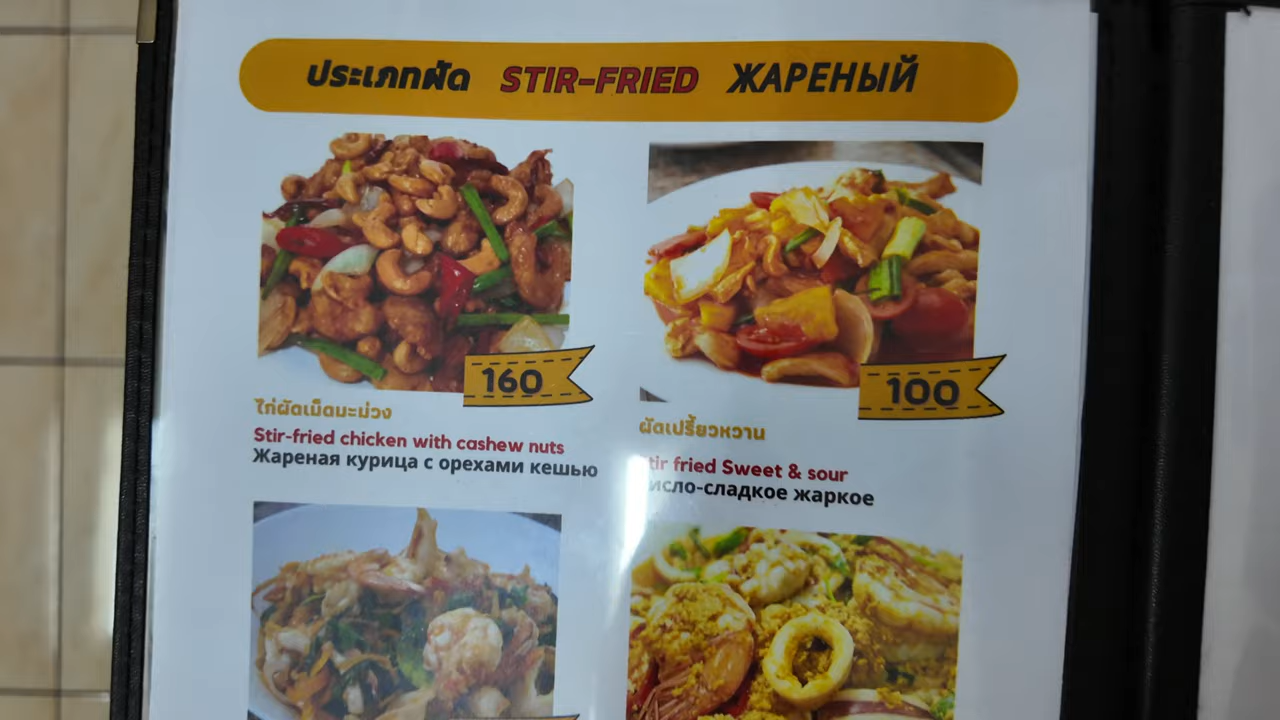 ประเภทผัด STIR-FRIED ЖАРЕНЫЙ
160
ไก่ผัดเม็ดมะม่วง
Stir-fried chicken with cashew nuts
Жареная курица с орехами кешью
100
ผัดเปรี้ยวหวาน
tir fried Sweet & sour
исло-сладкое жаркое